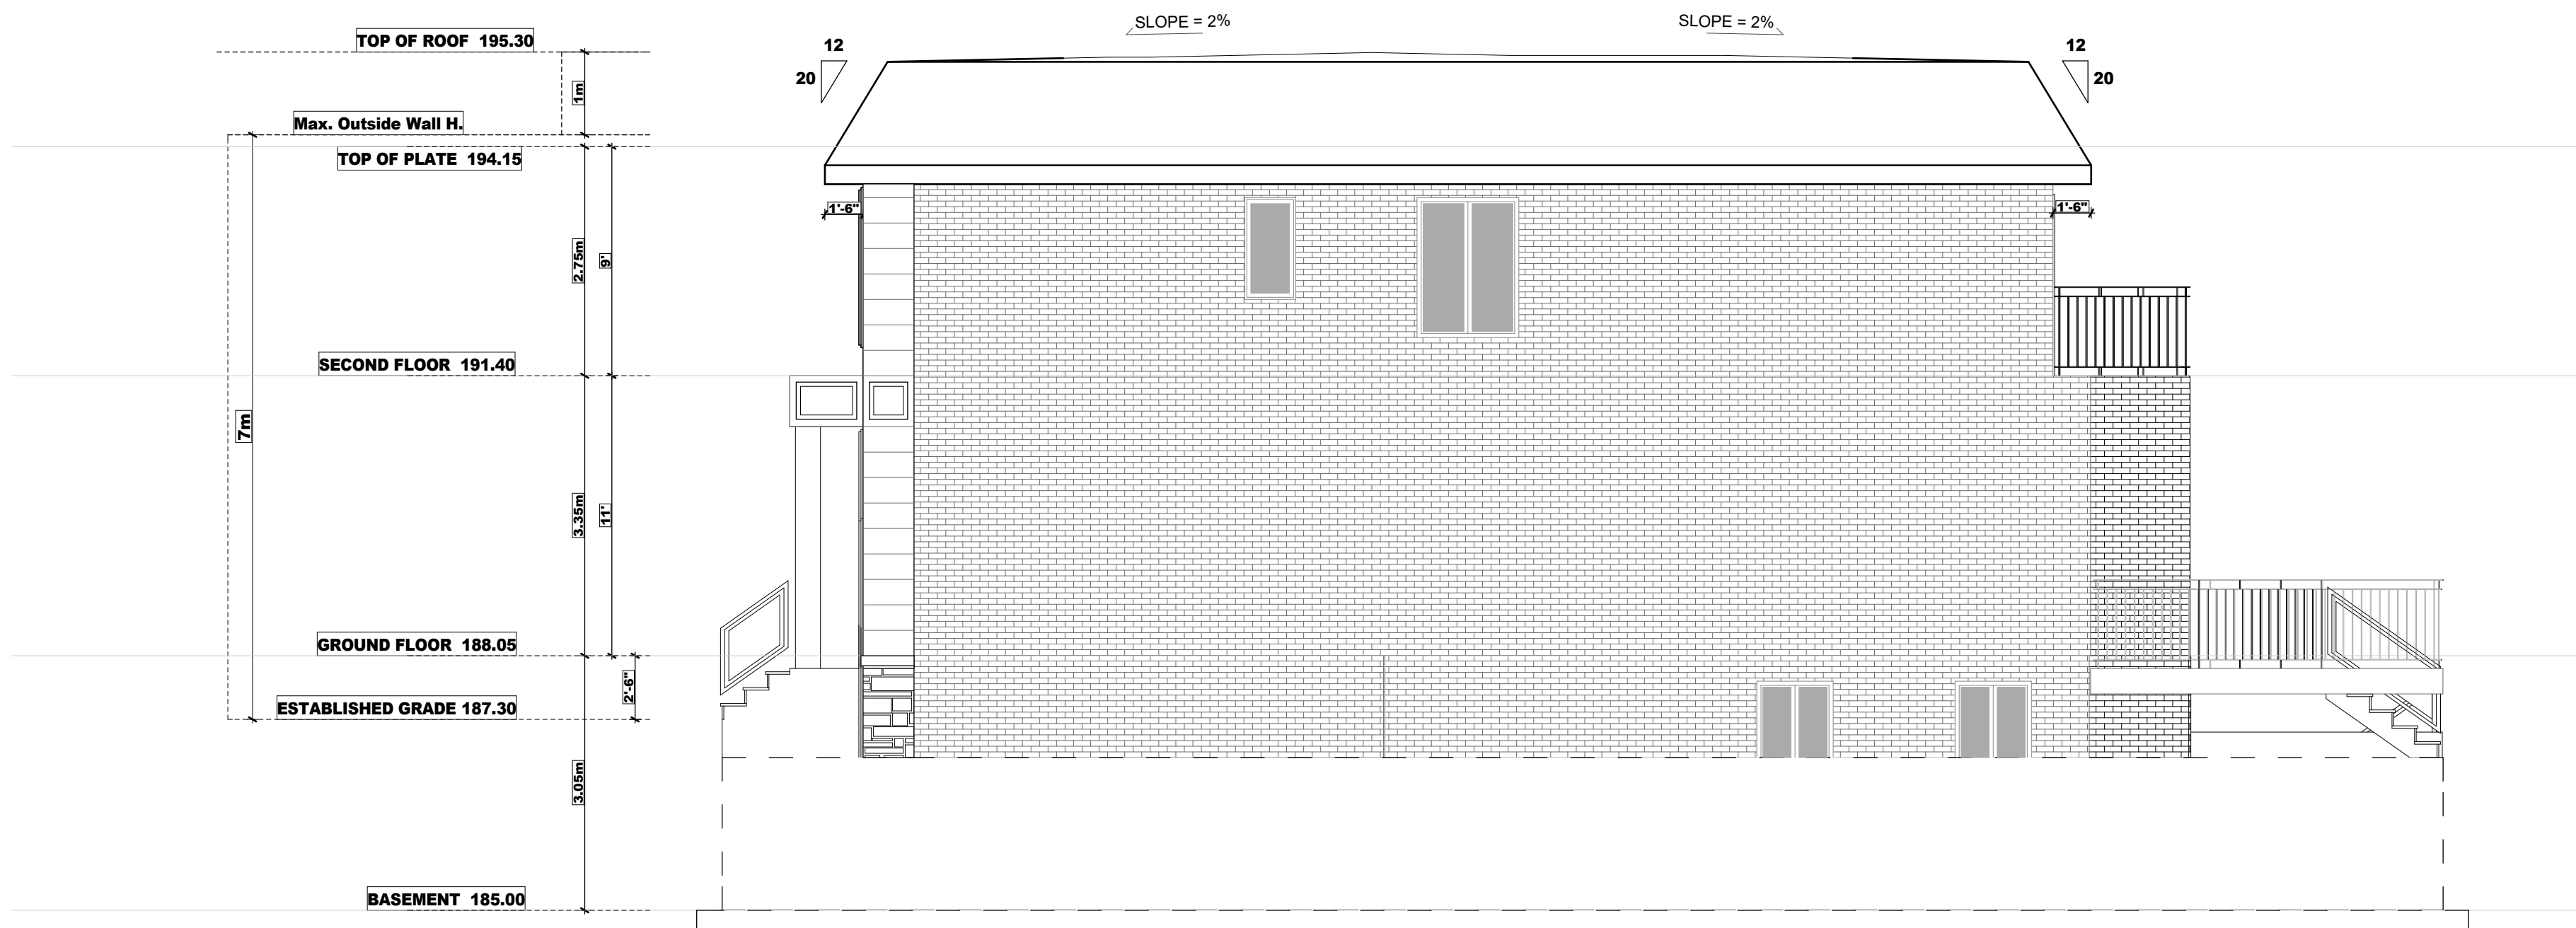 SLOPE = 2%
SLOPE = 2%
TOP OF ROOF 195.30
12
20
12
20
1m
Max. Outside Wall H.
TOP OF PLATE 194.15
1'-6"
1'-6"
2.75m
9'
SECOND FLOOR 191.40
7m
3.35m
11'
GROUND FLOOR 188.05
2'-6"
ESTABLISHED GRADE 187.30
3.05m
BASEMENT 185.00